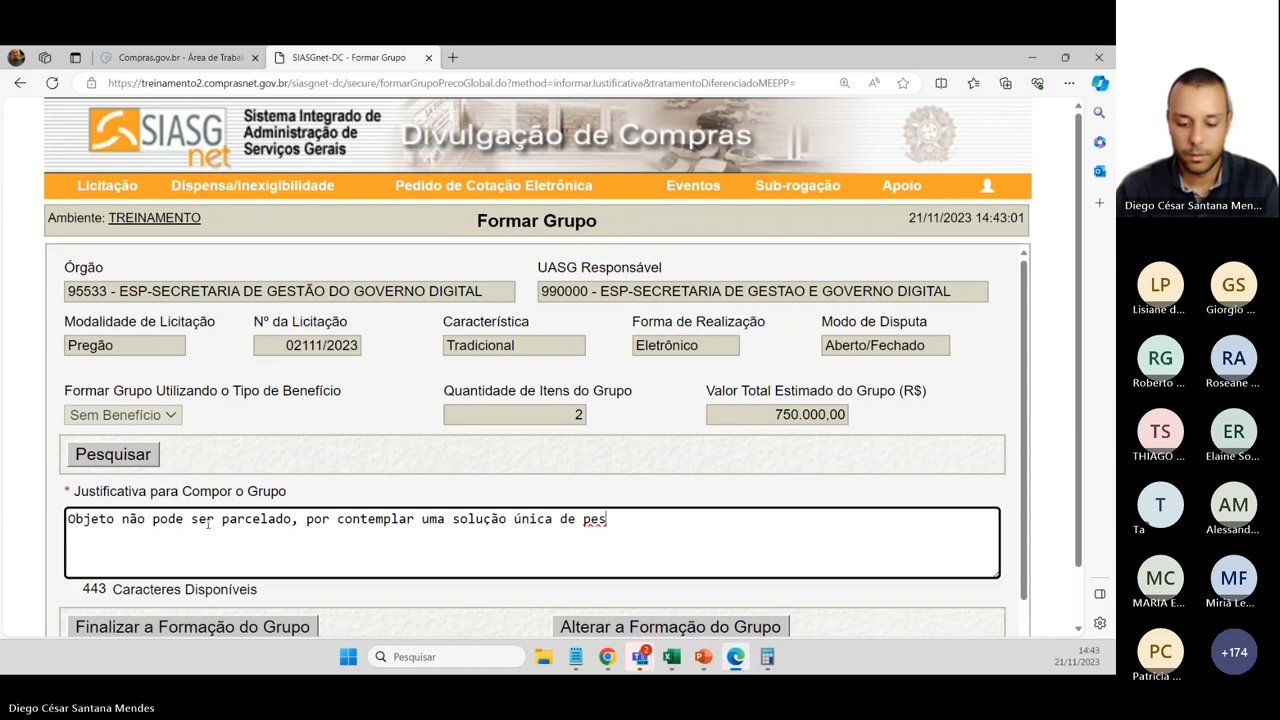 Compras.gov.br - Área de Trabal
SIASGnet-DC - Formar Grupo
https://treinamento2.comprasnet.gov.br/siasgnet-dc/secure/formarGrupoPrecoGlobal.do?method=informarJustificativa&tratamentoDiferenciadoMEEPP=
SIASG
net
Sistema Integrado de
Administração de
Serviços Gerais
Divulgação de Compras
Licitação Dispensa/Inexigibilidade Pedido de Cotação Eletrônica Eventos Sub-rogação Apoio
Ambiente: TREINAMENTO
Formar Grupo
21/11/2023 14:43:01
Órgão
UASG Responsável
95533 - ESP-SECRETARIA DE GESTÃO DO GOVERNO DIGITAL
990000 - ESP-SECRETARIA DE GESTAO E GOVERNO DIGITAL
Modalidade de Licitação Nº da Licitação Característica Forma de Realização Modo de Disputa
Pregão 02111/2023 Tradicional Eletrônico Aberto/Fechado
Formar Grupo Utilizando o Tipo de Benefício Quantidade de Itens do Grupo Valor Total Estimado do Grupo (R$)
Sem Benefício 2 750.000,00
Pesquisar
* Justificativa para Compor o Grupo
Objeto não pode ser parcelado, por contemplar uma solução única de pes
443 Caracteres Disponíveis
Finalizar a Formação do Grupo Alterar a Formação do Grupo
Pesquisar
2
14:43
21/11/2023
Diego César Santana Men...
LP
Lisiane d...
GS
Giorgio ...
RG
Roberto ...
RA
Roseane ...
TS
THIAGO ...
ER
Elaine So...
T
Ta
AM
Alessand...
MC
MARIA E...
MF
Miria Le...
PC
Patricia ...
+174
Diego César Santana Mendes